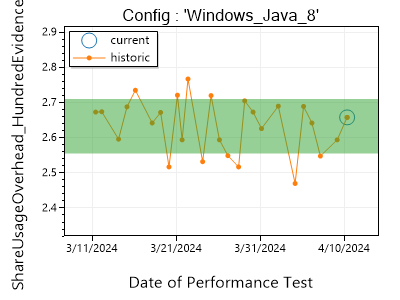 Config : 'Windows_Java_8'
ShareUsageOverhead_HundredEvidence
current
historic
2.9
2.8
2.7
2.6
2.5
2.4
3/11/2024
3/21/2024
3/31/2024
4/10/2024
Date of Performance Test